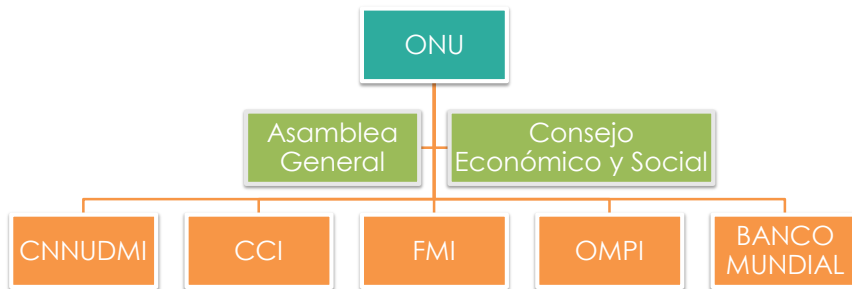 ONU
Asamblea
General
Consejo
Económico y Social
CNNUDMI
CCI
FMI
OMPI
BANCO
MUNDIAL